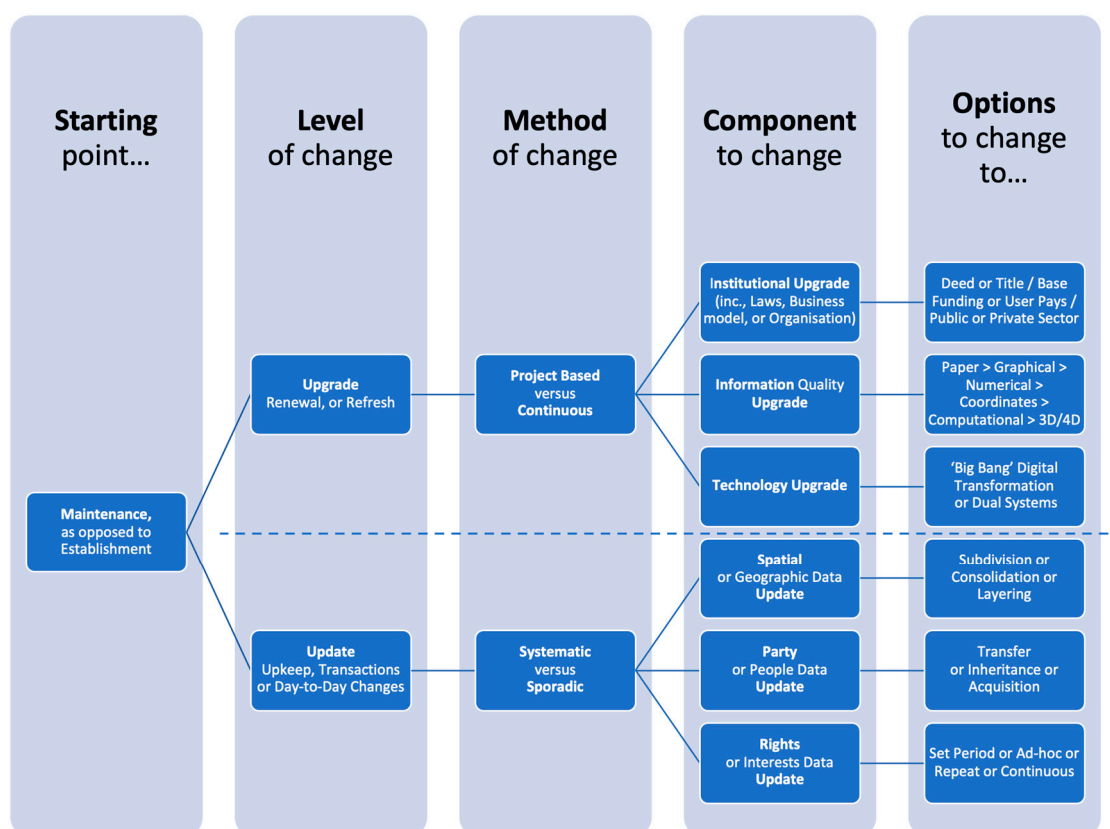 Starting
point...
Level
of change
Method
of change
Component
to change
Options
to change
to...
Maintenance,
as opposed to
Establishment
Upgrade
Renewal, or Refresh
Project Based
versus
Continuous
Institutional Upgrade
(inc., Laws, Business
model, or Organisation)
Deed or Title / Base
Funding or User Pays /
Public or Private Sector
Information Quality
Upgrade
Paper > Graphical >
Numerical >
Coordinates >
Computational > 3D/4D
Technology Upgrade
‘Big Bang’ Digital
Transformation
or Dual Systems
Update
Upkeep, Transactions
or Day-to-Day Changes
Systematic
versus
Sporadic
Spatial
or Geographic Data
Update
Subdivision or
Consolidation or
Layering
Party
or People Data
Update
Transfer
or Inheritance or
Acquisition
Rights
or Interests Data
Update
Set Period or Ad-hoc or
Repeat or Continuous